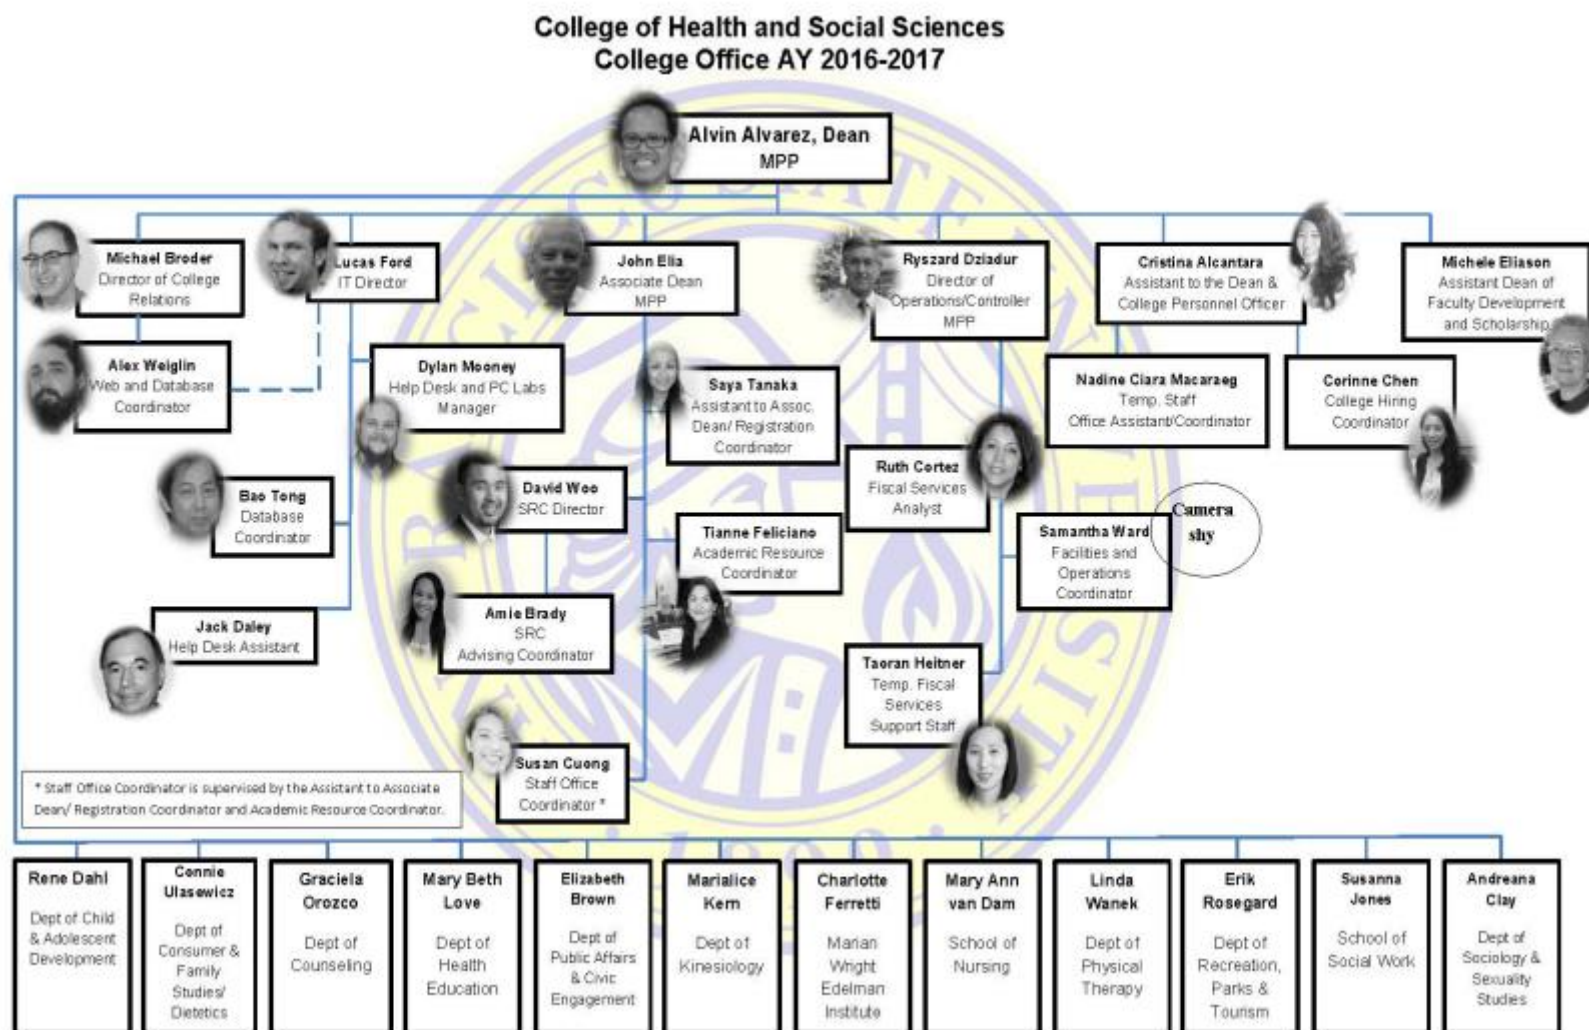 College of Health and Social Sciences
College Office AY 2016-2017
Alvin Alvarez, Dean
MPP
Michael Broder
Director of College
Relations
Lucas Ford
IT Director
John Elia
Associate Dean
MPP
Ryszard Dziadur
Director of
Operations/Controller
MPP
Cristina Alcantara
Assistant to the Dean &
College Personnel Officer
Michele Eliason
Assistant Dean of
Faculty Development
and Scholarship
Alex Weiglin
Web and Database
Coordinator
Dylan Mooney
Help Desk and PC Labs
Manager
Saya Tanaka
Assistant to Assoc.
Dean/ Registration
Coordinator
Nadine Ciara Macaraeg
Temp. Staff
Office Assistant/Coordinator
Corinne Chen
College Hiring
Coordinator
Bao Tong
Database
Coordinator
David Woo
SRC Director
Ruth Cortez
Fiscal Services
Analyst
Tianne Feliciano
Academic Resource
Coordinator
Samantha Ward
Facilities and
Operations
Coordinator
Camera
shy
Jack Daley
Help Desk Assistant
Amie Brady
SRC
Advising Coordinator
Taoran Heitner
Temp. Fiscal
Services
Support Staff
Susan Cuong
Staff Office
Coordinator *
* Staff Office Coordinator is supervised by the Assistant to Associate
Dean/ Registration Coordinator and Academic Resource Coordinator.
Rene Dahl
Dept of Child
& Adolescent
Development
Connie
Ulasewicz
Dept of
Consumer &
Family
Studies/
Dietetics
Graciela
Orozco
Dept of
Counseling
Mary Beth
Love
Dept of
Health
Education
Elizabeth
Brown
Dept of
Public Affairs
& Civic
Engagement
Marialice
Kern
Dept of
Kinesiology
Charlotte
Ferretti
Marian
Wright
Edelman
Institute
Mary Ann
van Dam
School of
Nursing
Linda
Wanek
Dept of
Physical
Therapy
Erik
Rosegard
Dept of
Recreation,
Parks &
Tourism
Susanna
Jones
School of
Social Work
Andreana
Clay
Dept of
Sociology &
Sexuality
Studies